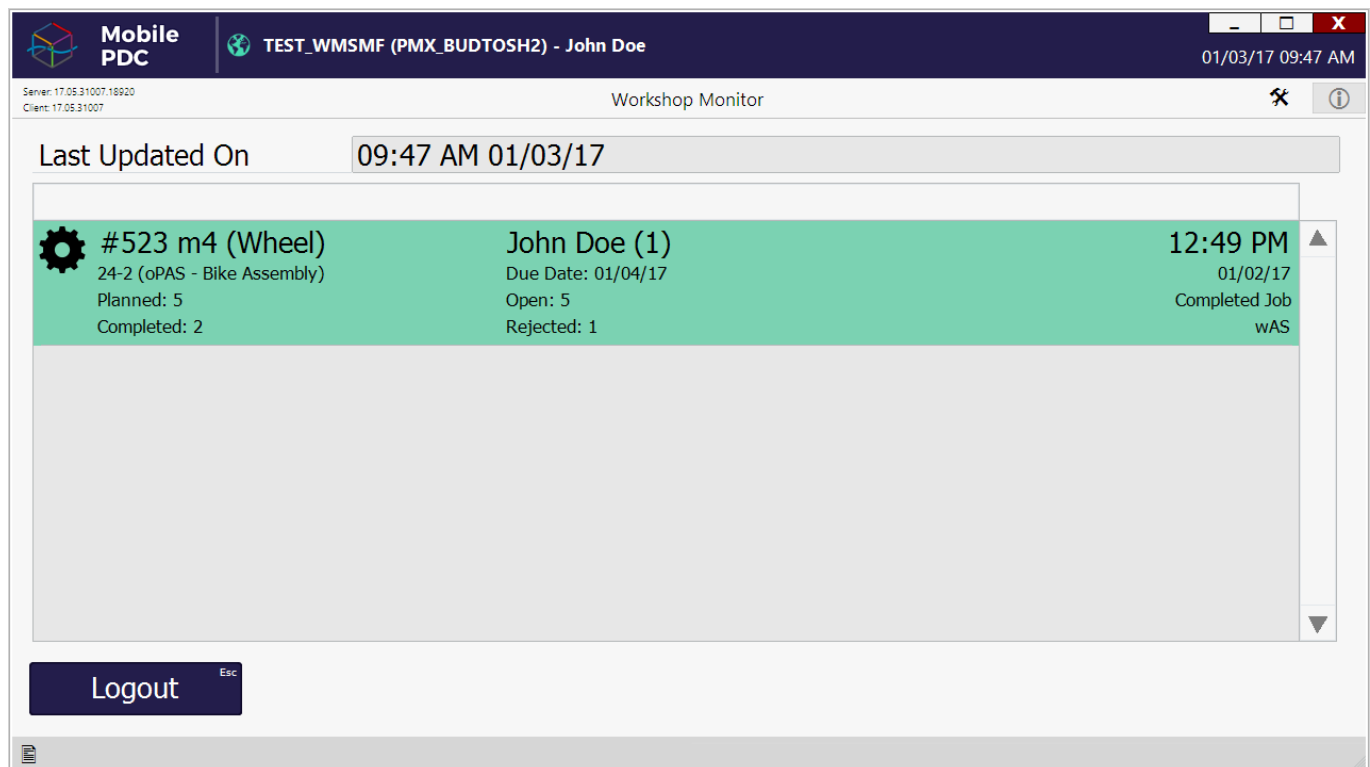 Mobile
PDC
TEST_WMSMF (PMX_BUDTOSH2) - John Doe
X
01/03/17 09:47 AM
Server: 17.05.31007.18920
Client: 17.05.31007
Workshop Monitor
Last Updated On 09:47 AM 01/03/17
#523 m4 (Wheel) John Doe (1) 12:49 PM
24-2 (oPAS - Bike Assembly) Due Date: 01/04/17 01/02/17
Planned: 5 Open: 5 Completed Job
Completed: 2 Rejected: 1 wAS
Logout Esc